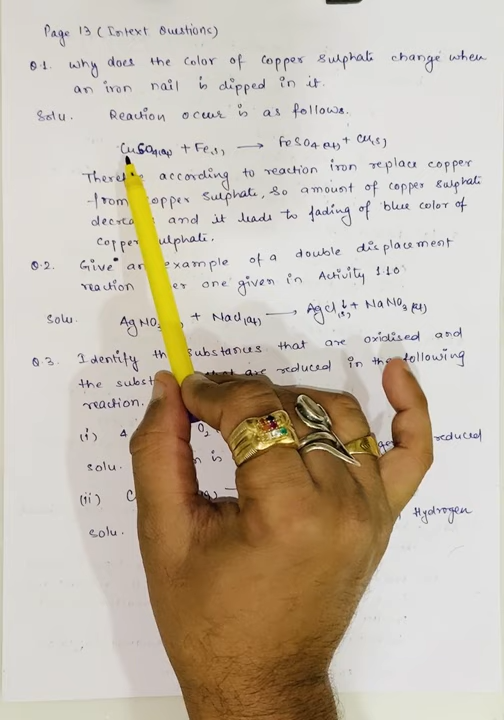 Page 13 (Intext Questions)
Q.1. Why does the color of copper sulphate change when
an iron nail is dipped in it.
Solu. Reaction occur is as follows.
CuSO4(aq) + Fe(s) → FeSO4(aq) + Cu(s)
according to reaction iron replace copper
from copper sulphate, so amount of copper sulphate
and it leads to fading of blue color of
copper sulphate.
Q.2. Give an example of a double displacement
reaction one given in Activity 1.10
Solu. AgNO3 + NaCl(aq) → AgCl↓(s) + NaNO3(aq)
Q.3. Identify the substances that are oxidised and
the that are reduced in the following
reaction.
(i) 4 O2 reduced
Solu. is
(ii) C
Solu. , Hydrogen